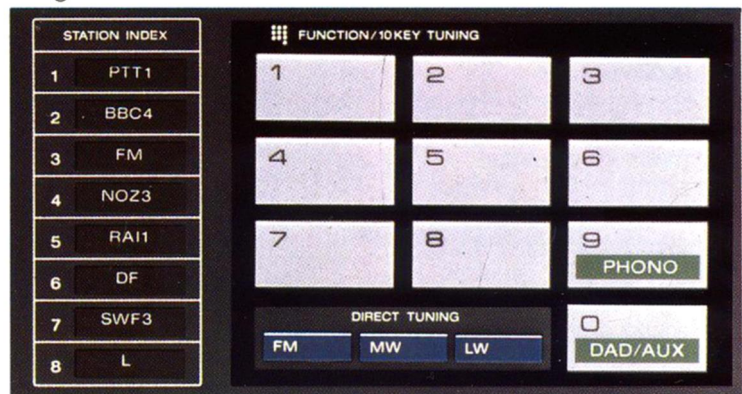 STATION INDEX
1 PTT1
2 BBC4
3 FM
4 NOZ3
5 RAI1
6 DF
7 SWF3
8 L
FUNCTION/10KEY TUNING
1 2 3
4 5 6
7 8 9
PHONO
DIRECT TUNING
FM MW LW
0
DAD/AUX